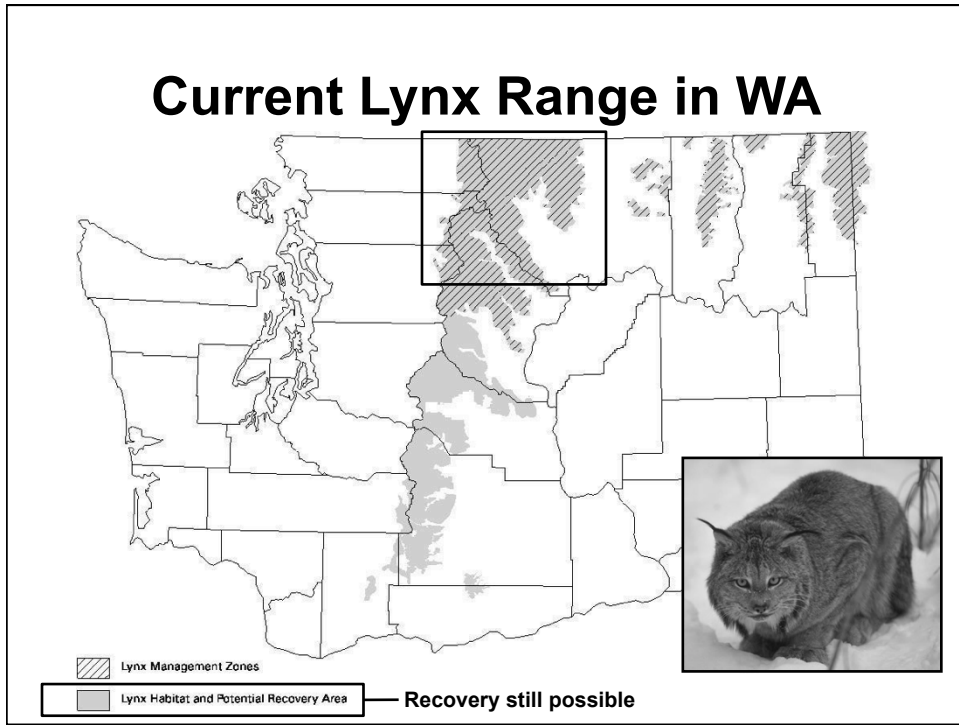 Current Lynx Range in WA
Lynx Management Zones
Lynx Habitat and Potential Recovery Area
Recovery still possible